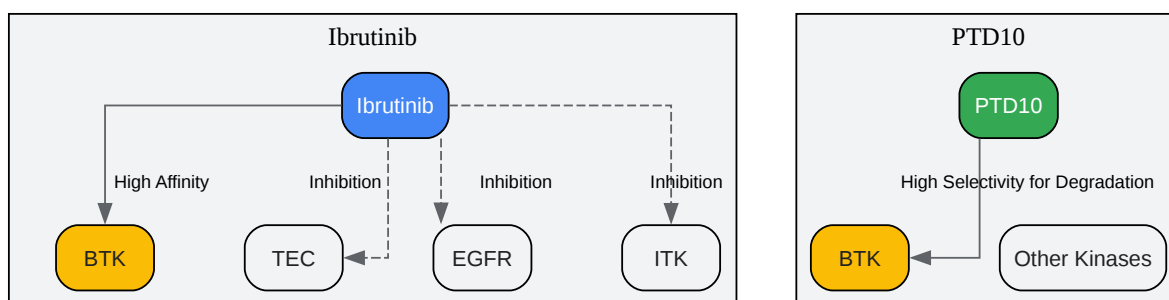 Ibrutinib
Ibrutinib
High Affinity
Inhibition
Inhibition
Inhibition
BTK
TEC
EGFR
ITK
PTD10
PTD10
High Selectivity for Degradation
BTK
Other Kinases